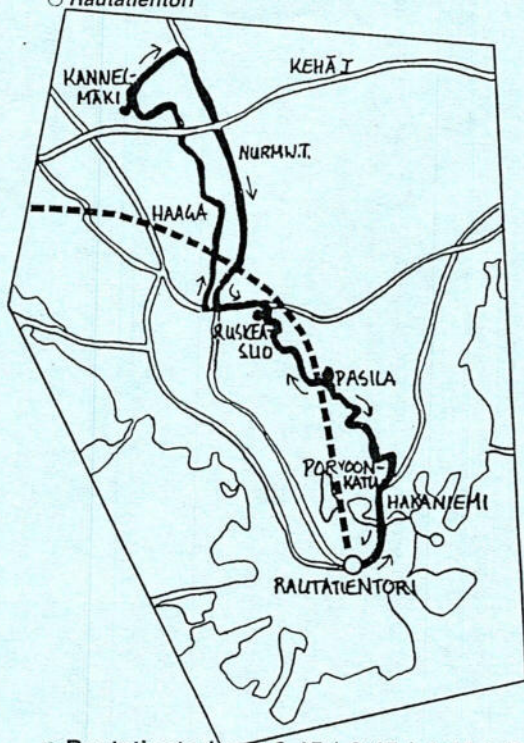 ○ Rautatientori
KANNEL-
MÄKI
KEHÄ I
NURMIJ.T.
HAAGA
RUSKEA-
SUO
PASILA
PORVOON-
KATU
HAKANIEMI
RAUTATIENTORI